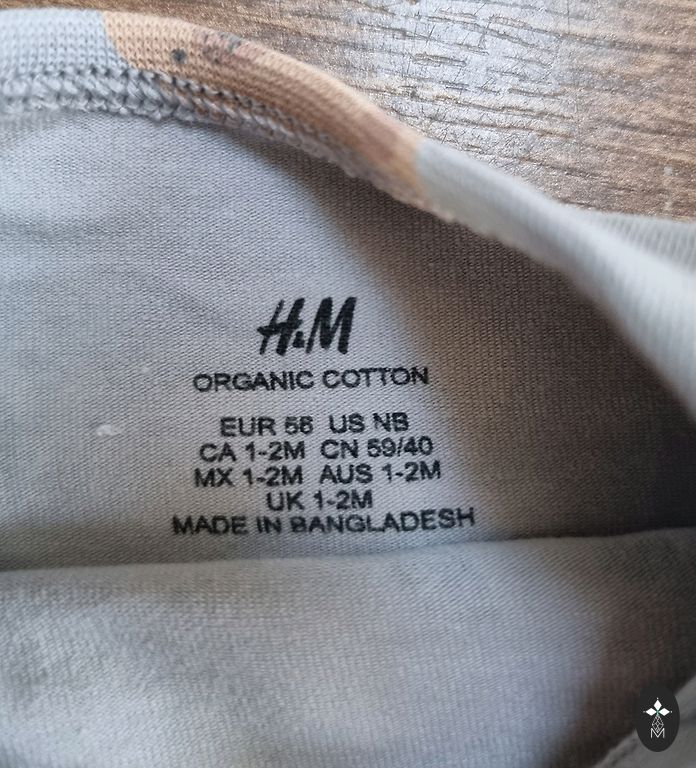 H&M
ORGANIC COTTON
EUR 56 US NB
CA 1-2M CN 59/40
MX 1-2M AUS 1-2M
UK 1-2M
MADE IN BANGLADESH
M